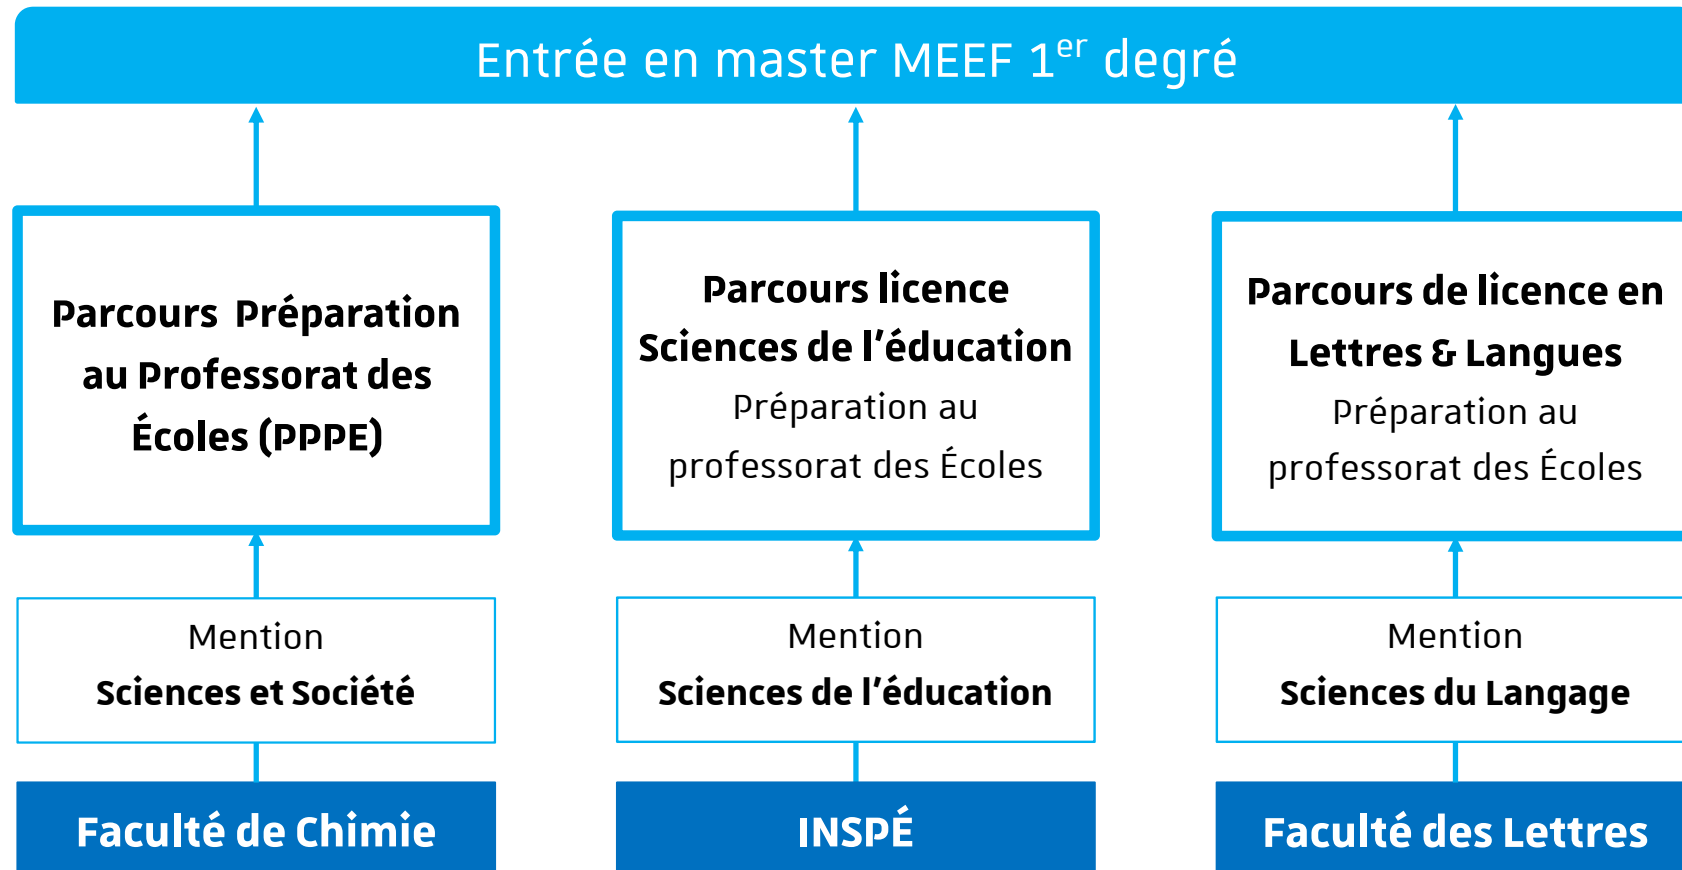 Entrée en master MEEF 1er degré
Parcours Préparation
au Professorat des
Écoles (PPPE)
Parcours licence
Sciences de l’éducation
Préparation au
professorat des Écoles
Parcours de licence en
Lettres & Langues
Préparation au
professorat des Écoles
Mention
Sciences et Société
Mention
Sciences de l’éducation
Mention
Sciences du Langage
Faculté de Chimie
INSPÉ
Faculté des Lettres